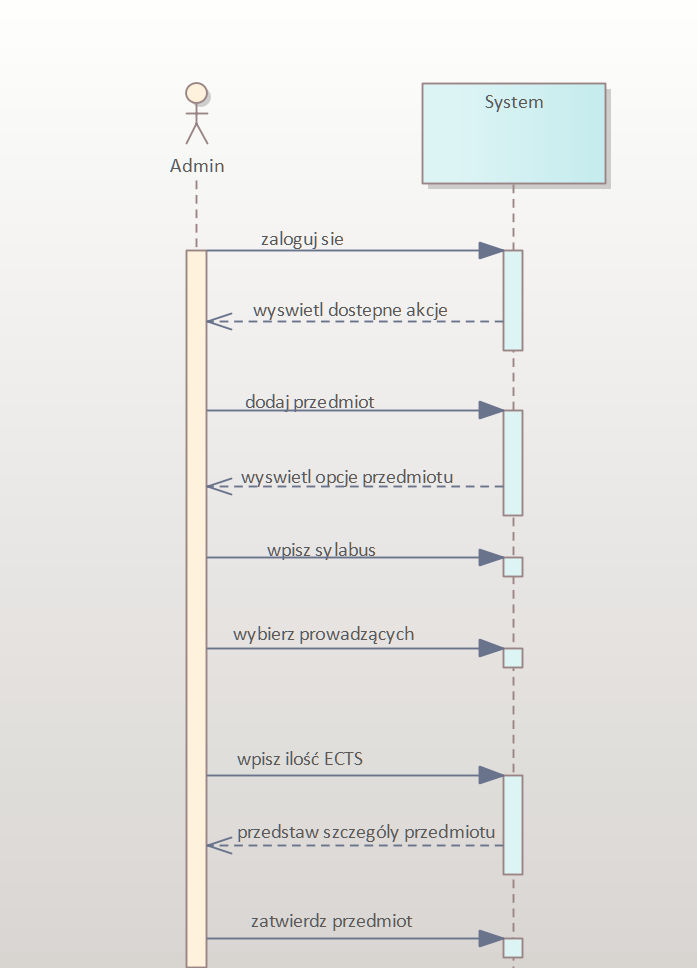 System
Admin
zaloguj sie
wyswietl dostepne akcje
dodaj przedmiot
wyswietl opcje przedmiotu
wpisz sylabus
wybierz prowadzących
wpisz ilość ECTS
przedstaw szczegóły przedmiotu
zatwierdz przedmiot